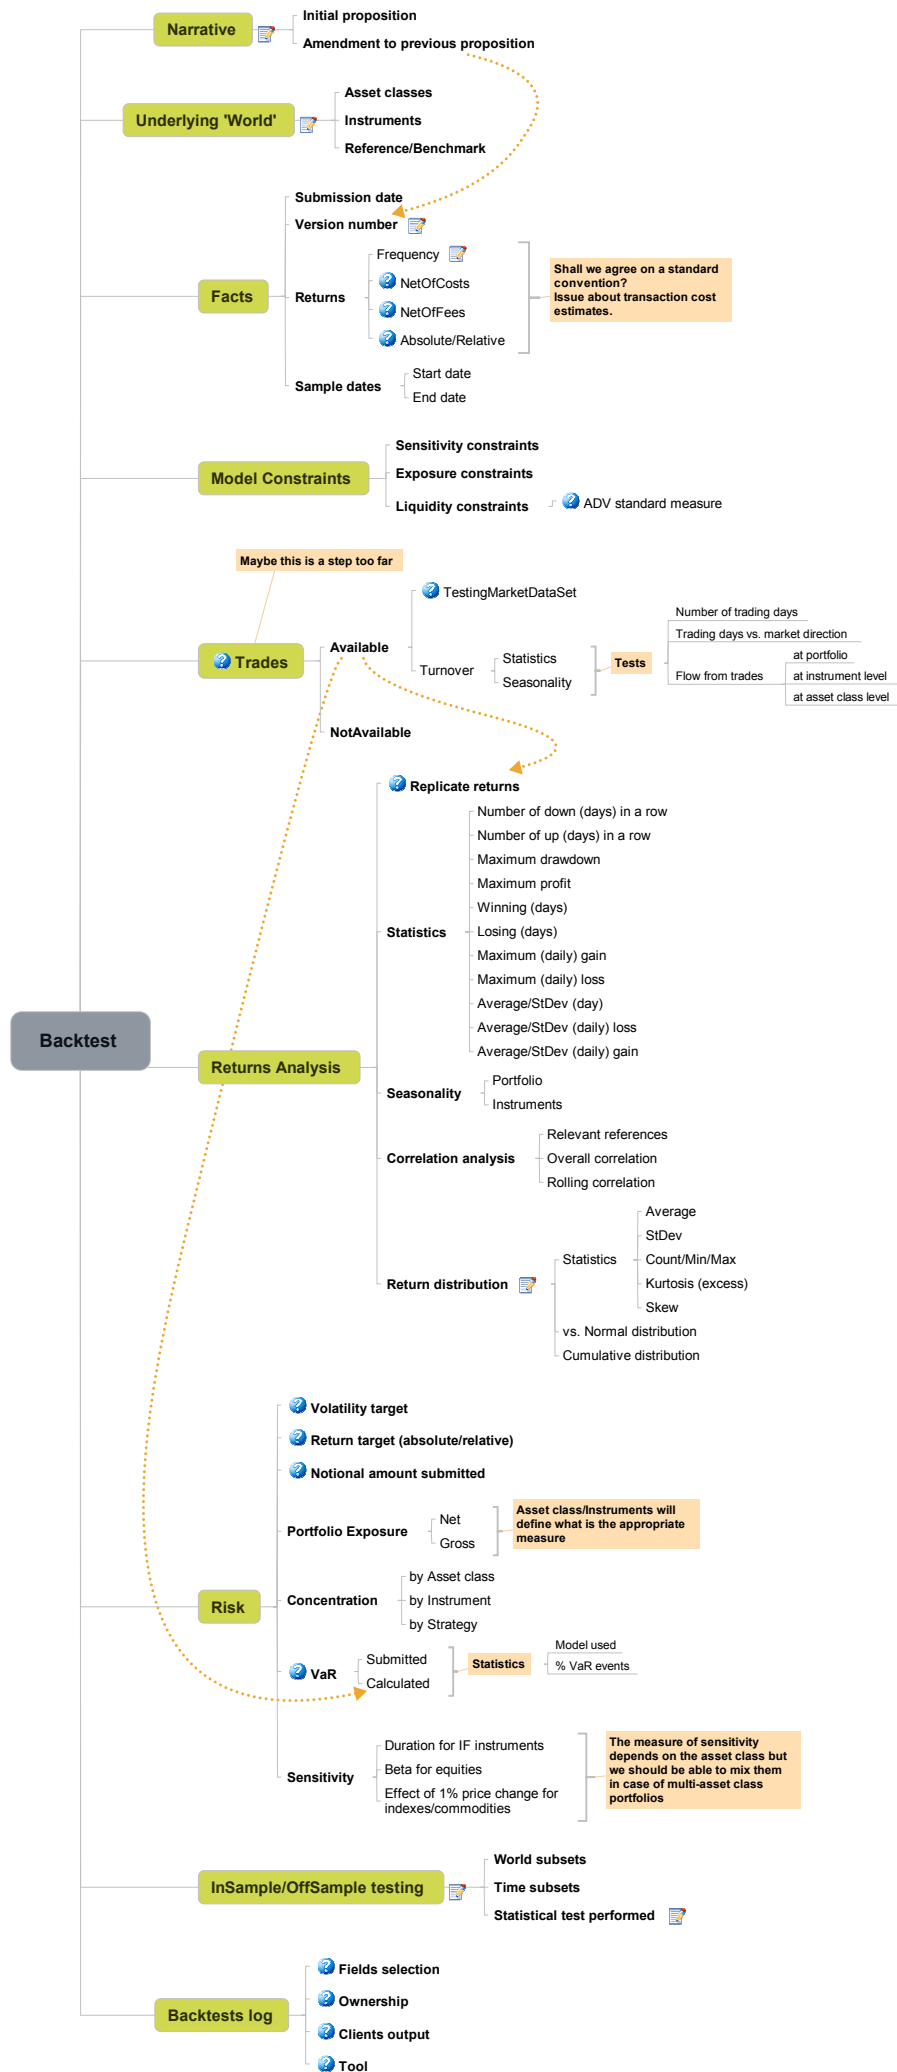 Narrative
Initial proposition
Amendment to previous proposition
Underlying 'World'
Asset classes
Instruments
Reference/Benchmark
Facts
Submission date
Version number
Returns
Frequency
NetOfCosts
NetOfFees
Absolute/Relative
Shall we agree on a standard
convention?
Issue about transaction cost
estimates.
Sample dates
Start date
End date
Model Constraints
Sensitivity constraints
Exposure constraints
Liquidity constraints
ADV standard measure
Maybe this is a step too far
Trades
Available
TestingMarketDataSet
Turnover
Statistics
Seasonality
Tests
Number of trading days
Trading days vs. market direction
Flow from trades
at portfolio
at instrument level
at asset class level
NotAvailable
Backtest
Returns Analysis
Replicate returns
Statistics
Number of down (days) in a row
Number of up (days) in a row
Maximum drawdown
Maximum profit
Winning (days)
Losing (days)
Maximum (daily) gain
Maximum (daily) loss
Average/StDev (day)
Average/StDev (daily) loss
Average/StDev (daily) gain
Seasonality
Portfolio
Instruments
Correlation analysis
Relevant references
Overall correlation
Rolling correlation
Return distribution
Statistics
Average
StDev
Count/Min/Max
Kurtosis (excess)
Skew
vs. Normal distribution
Cumulative distribution
Risk
Volatility target
Return target (absolute/relative)
Notional amount submitted
Portfolio Exposure
Net
Gross
Asset class/Instruments will
define what is the appropriate
measure
Concentration
by Asset class
by Instrument
by Strategy
VaR
Submitted
Calculated
Statistics
Model used
% VaR events
Sensitivity
Duration for IF instruments
Beta for equities
Effect of 1% price change for
indexes/commodities
The measure of sensitivity
depends on the asset class but
we should be able to mix them
in case of multi-asset class
portfolios
InSample/OffSample testing
World subsets
Time subsets
Statistical test performed
Backtests log
Fields selection
Ownership
Clients output
Tool